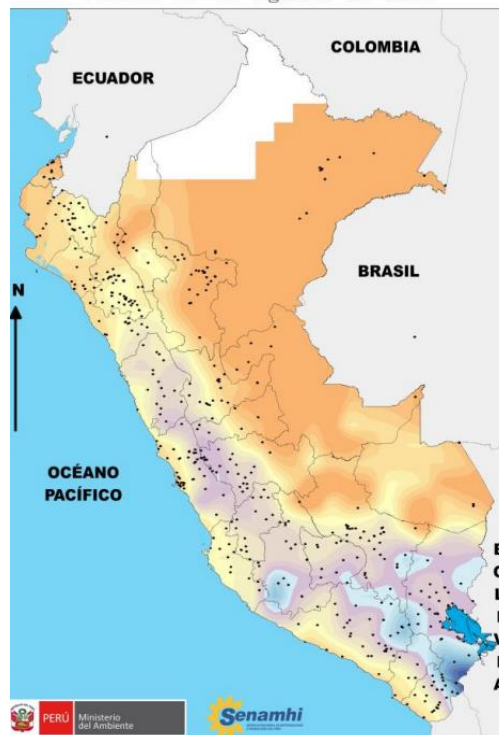 COLOMBIA
ECUADOR
BRASIL
N
OCÉANO
PACÍFICO
B
O
L
I
V
I
A
PERÚ
Ministerio
del Ambiente
Senamhi